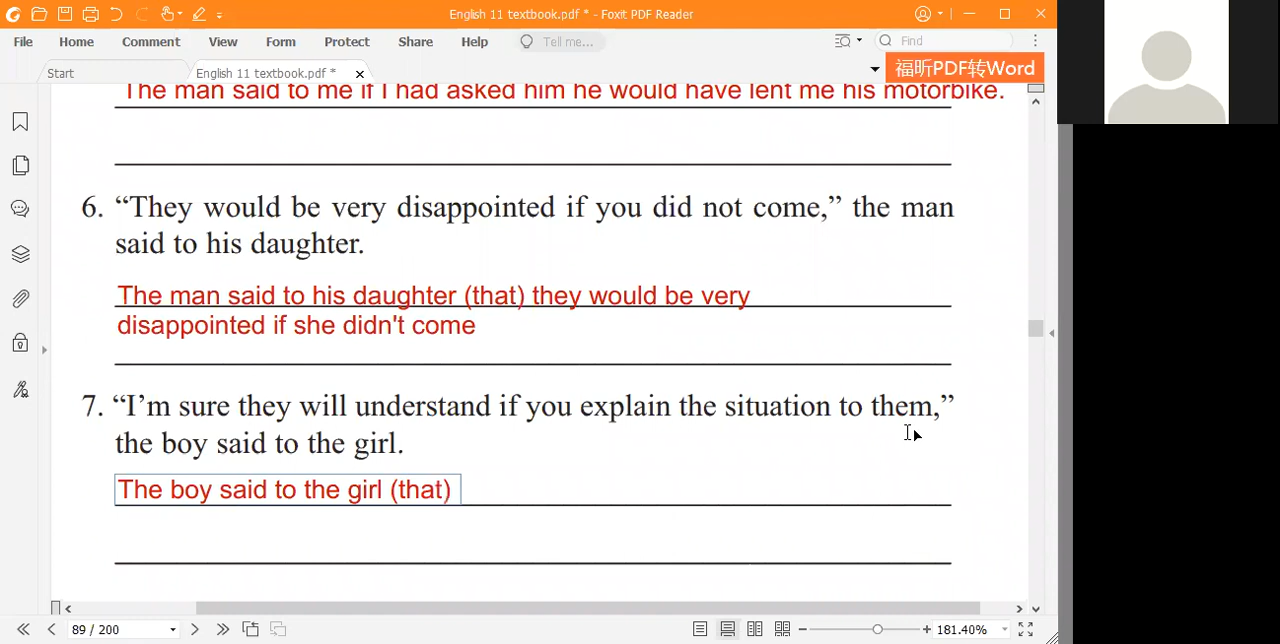 English 11 textbook.pdf * - Foxit PDF Reader
File Home Comment View Form Protect Share Help Tell me... Find
Start English 11 textbook.pdf * 福昕PDF转Word
The man said to me if I had asked him he would have lent me his motorbike.
6. “They would be very disappointed if you did not come,” the man
said to his daughter.
The man said to his daughter (that) they would be very
disappointed if she didn't come
7. “I’m sure they will understand if you explain the situation to them,”
the boy said to the girl.
The boy said to the girl (that)
89 / 200 181.40%